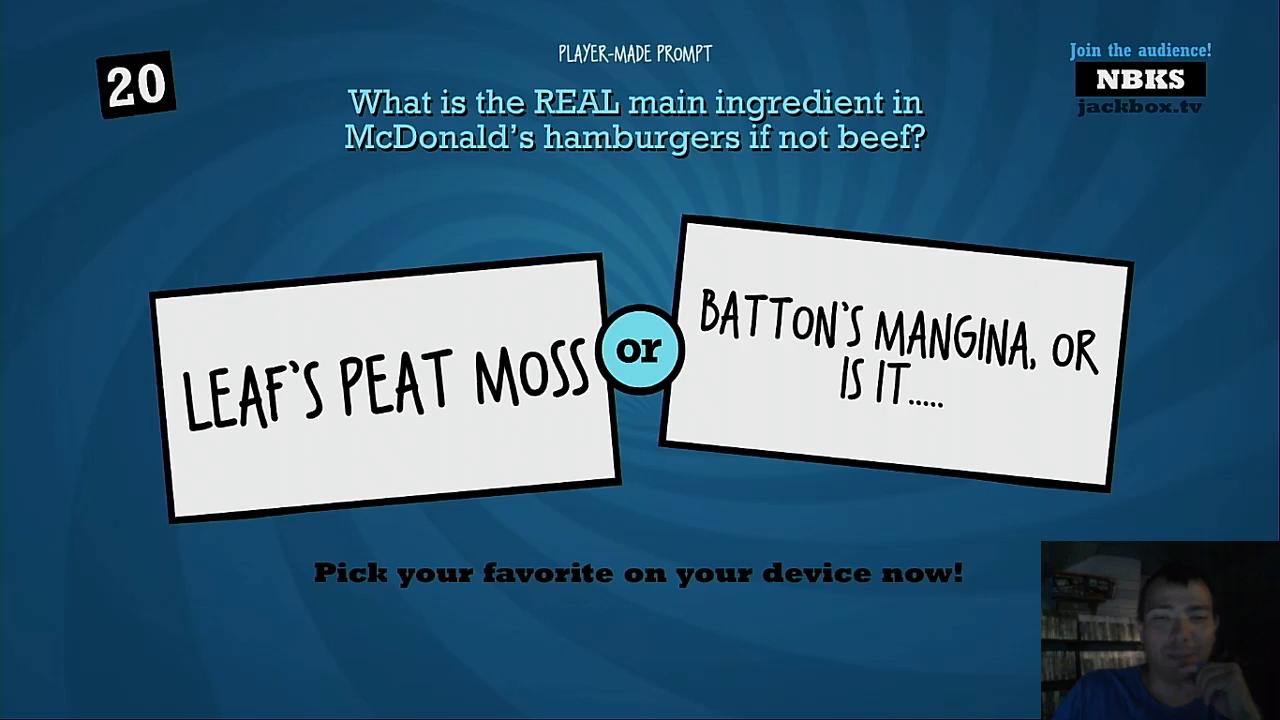 20
PLAYER-MADE PROMPT
What is the REAL main ingredient in
McDonald's hamburgers if not beef?
Join the audience!
NBKS
jackbox.tv
LEAF'S PEAT MOSS
or
BATTON'S MANGINA, OR
IS IT.....
Pick your favorite on your device now!